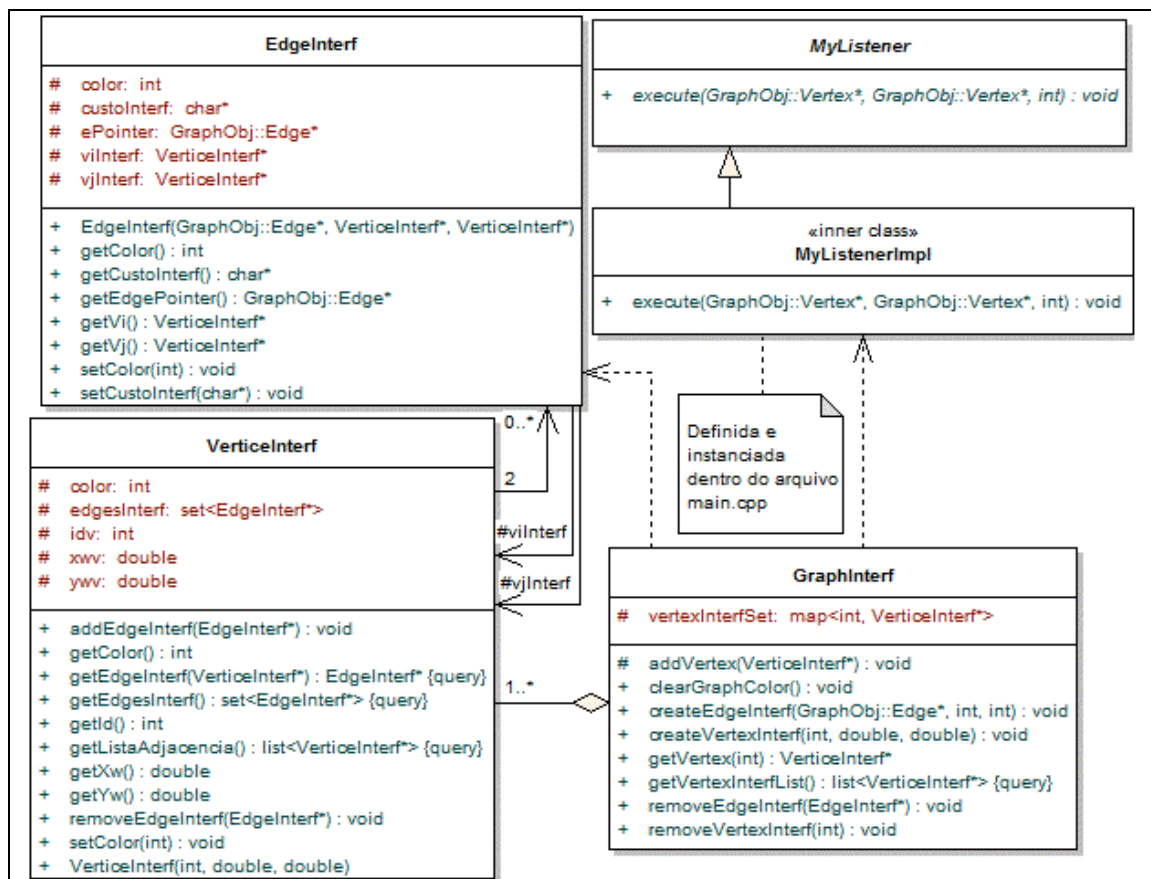 EdgeInterf
# color: int
# custoInterf: char*
# ePointer: GraphObj::Edge*
# viInterf: VerticeInterf*
# vjInterf: VerticeInterf*
+ EdgeInterf(GraphObj::Edge*, VerticeInterf*, VerticeInterf*)
+ getColor() : int
+ getCustoInterf() : char*
+ getEdgePointer() : GraphObj::Edge*
+ getVi() : VerticeInterf*
+ getVj() : VerticeInterf*
+ setColor(int) : void
+ setCustoInterf(char*) : void
MyListener
+ execute(GraphObj::Vertex*, GraphObj::Vertex*, int) : void
«inner class»
MyListenerImpl
+ execute(GraphObj::Vertex*, GraphObj::Vertex*, int) : void
Definida e
instanciada
dentro do arquivo
main.cpp
0..*
2
#viInterf
#vjInterf
1..*
VerticeInterf
# color: int
# edgesInterf: set<EdgeInterf*>
# idv: int
# xwv: double
# ywv: double
+ addEdgeInterf(EdgeInterf*) : void
+ getColor() : int
+ getEdgeInterf(VerticeInterf*) : EdgeInterf* {query}
+ getEdgesInterf() : set<EdgeInterf*> {query}
+ getId() : int
+ getListaAdjacencia() : list<VerticeInterf*> {query}
+ getXw() : double
+ getYw() : double
+ removeEdgeInterf(EdgeInterf*) : void
+ setColor(int) : void
+ VerticeInterf(int, double, double)
GraphInterf
# vertexInterfSet: map<int, VerticeInterf*>
# addVertex(VerticeInterf*) : void
+ clearGraphColor() : void
+ createEdgeInterf(GraphObj::Edge*, int, int) : void
+ createVertexInterf(int, double, double) : void
+ getVertex(int) : VerticeInterf*
+ getVertexInterfList() : list<VerticeInterf*> {query}
+ removeEdgeInterf(EdgeInterf*) : void
+ removeVertexInterf(int) : void